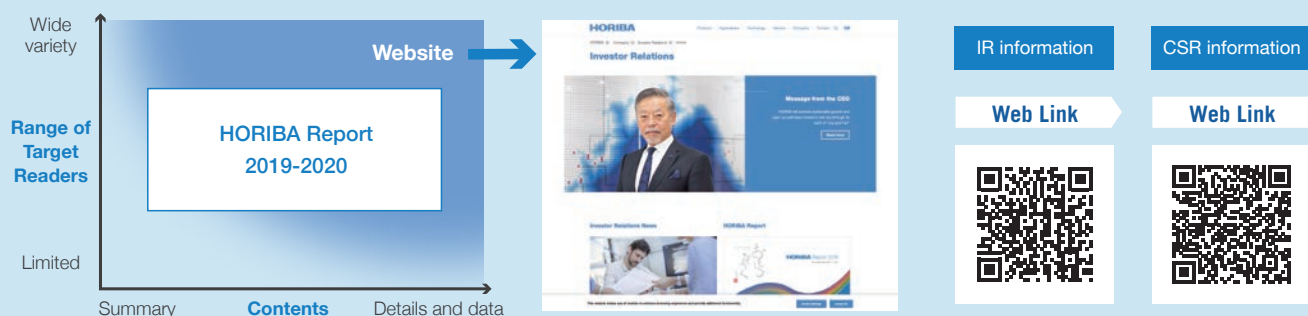 Wide
variety
Range of
Target
Readers
Limited
Summary
Contents
Details and data
HORIBA Report
2019-2020
Website
HORIBA
Investor Relations
Message from the CEO
Investor Relations News
HORIBA Report
HORIBA
IR information
Web Link
CSR information
Web Link